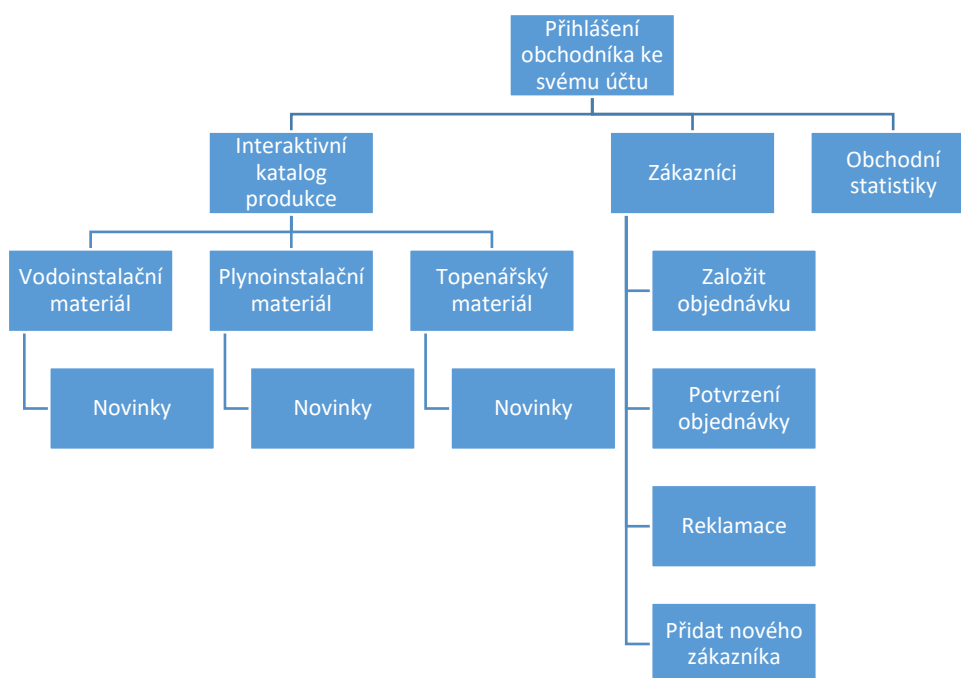 Přihlášení
obchodníka ke
svému účtu
Interaktivní
katalog
produkce
Zákazníci
Obchodní
statistiky
Vodoinstalační
materiál
Plynoinstalační
materiál
Topenářský
materiál
Založit
objednávku
Novinky
Novinky
Novinky
Potvrzení
objednávky
Reklamace
Přidat nového
zákazníka